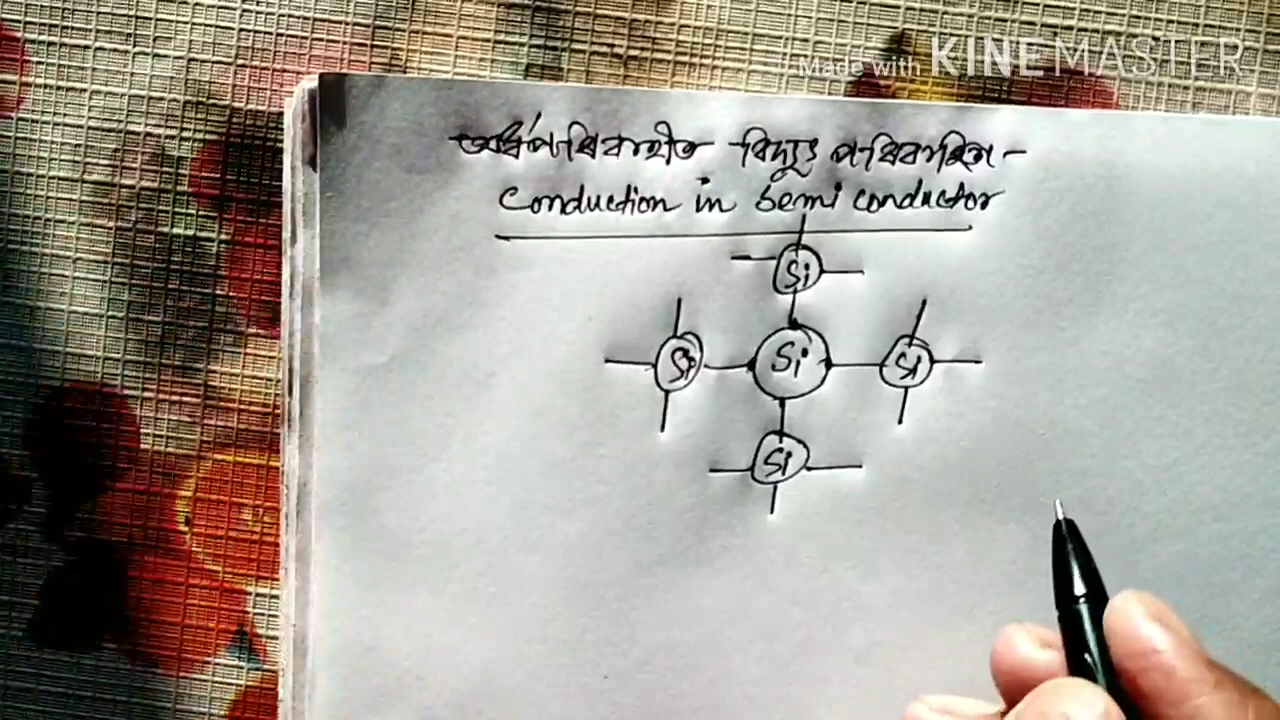 Made with KINEMASTER
অৰ্ধপৰিবাহীত বিদ্যুৎ পৰিবাহিতা -
Conduction in Semi conductor
Si
Si Si Si
Si